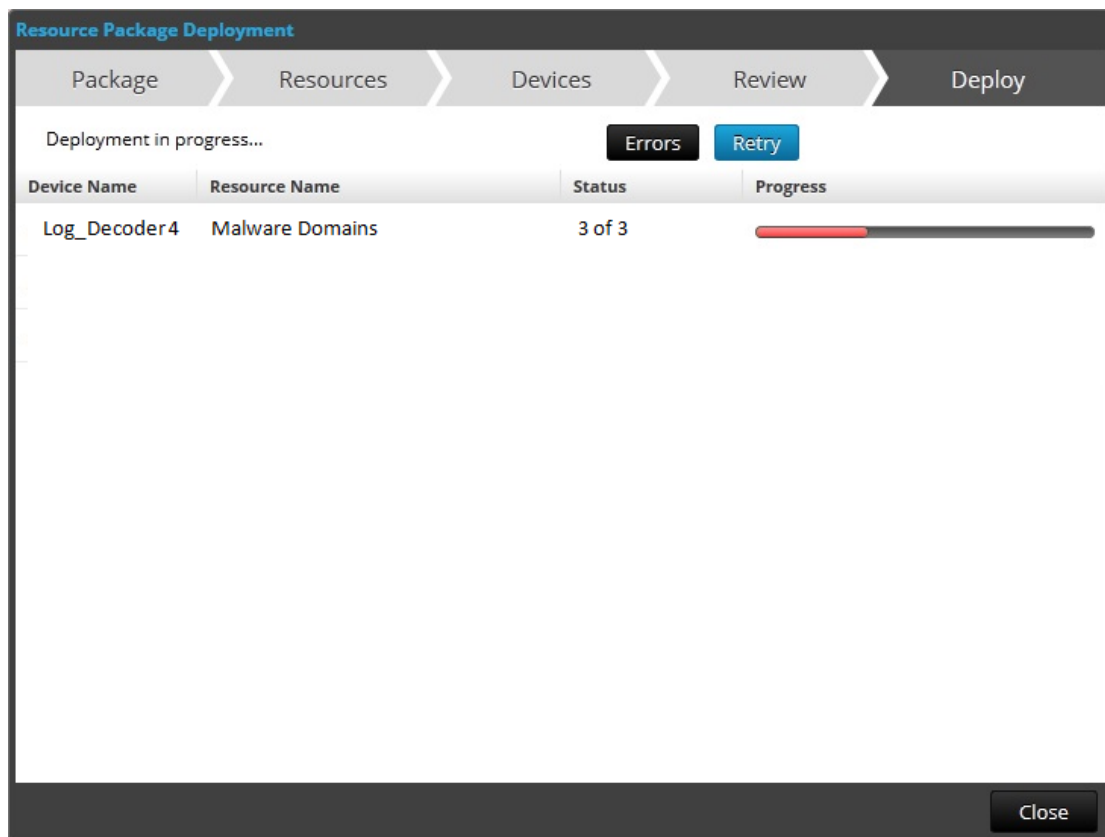 Resource Package Deployment
Package Resources Devices Review Deploy
Deployment in progress... Errors Retry
Device Name Resource Name Status Progress
Log_Decoder4 Malware Domains 3 of 3
Close